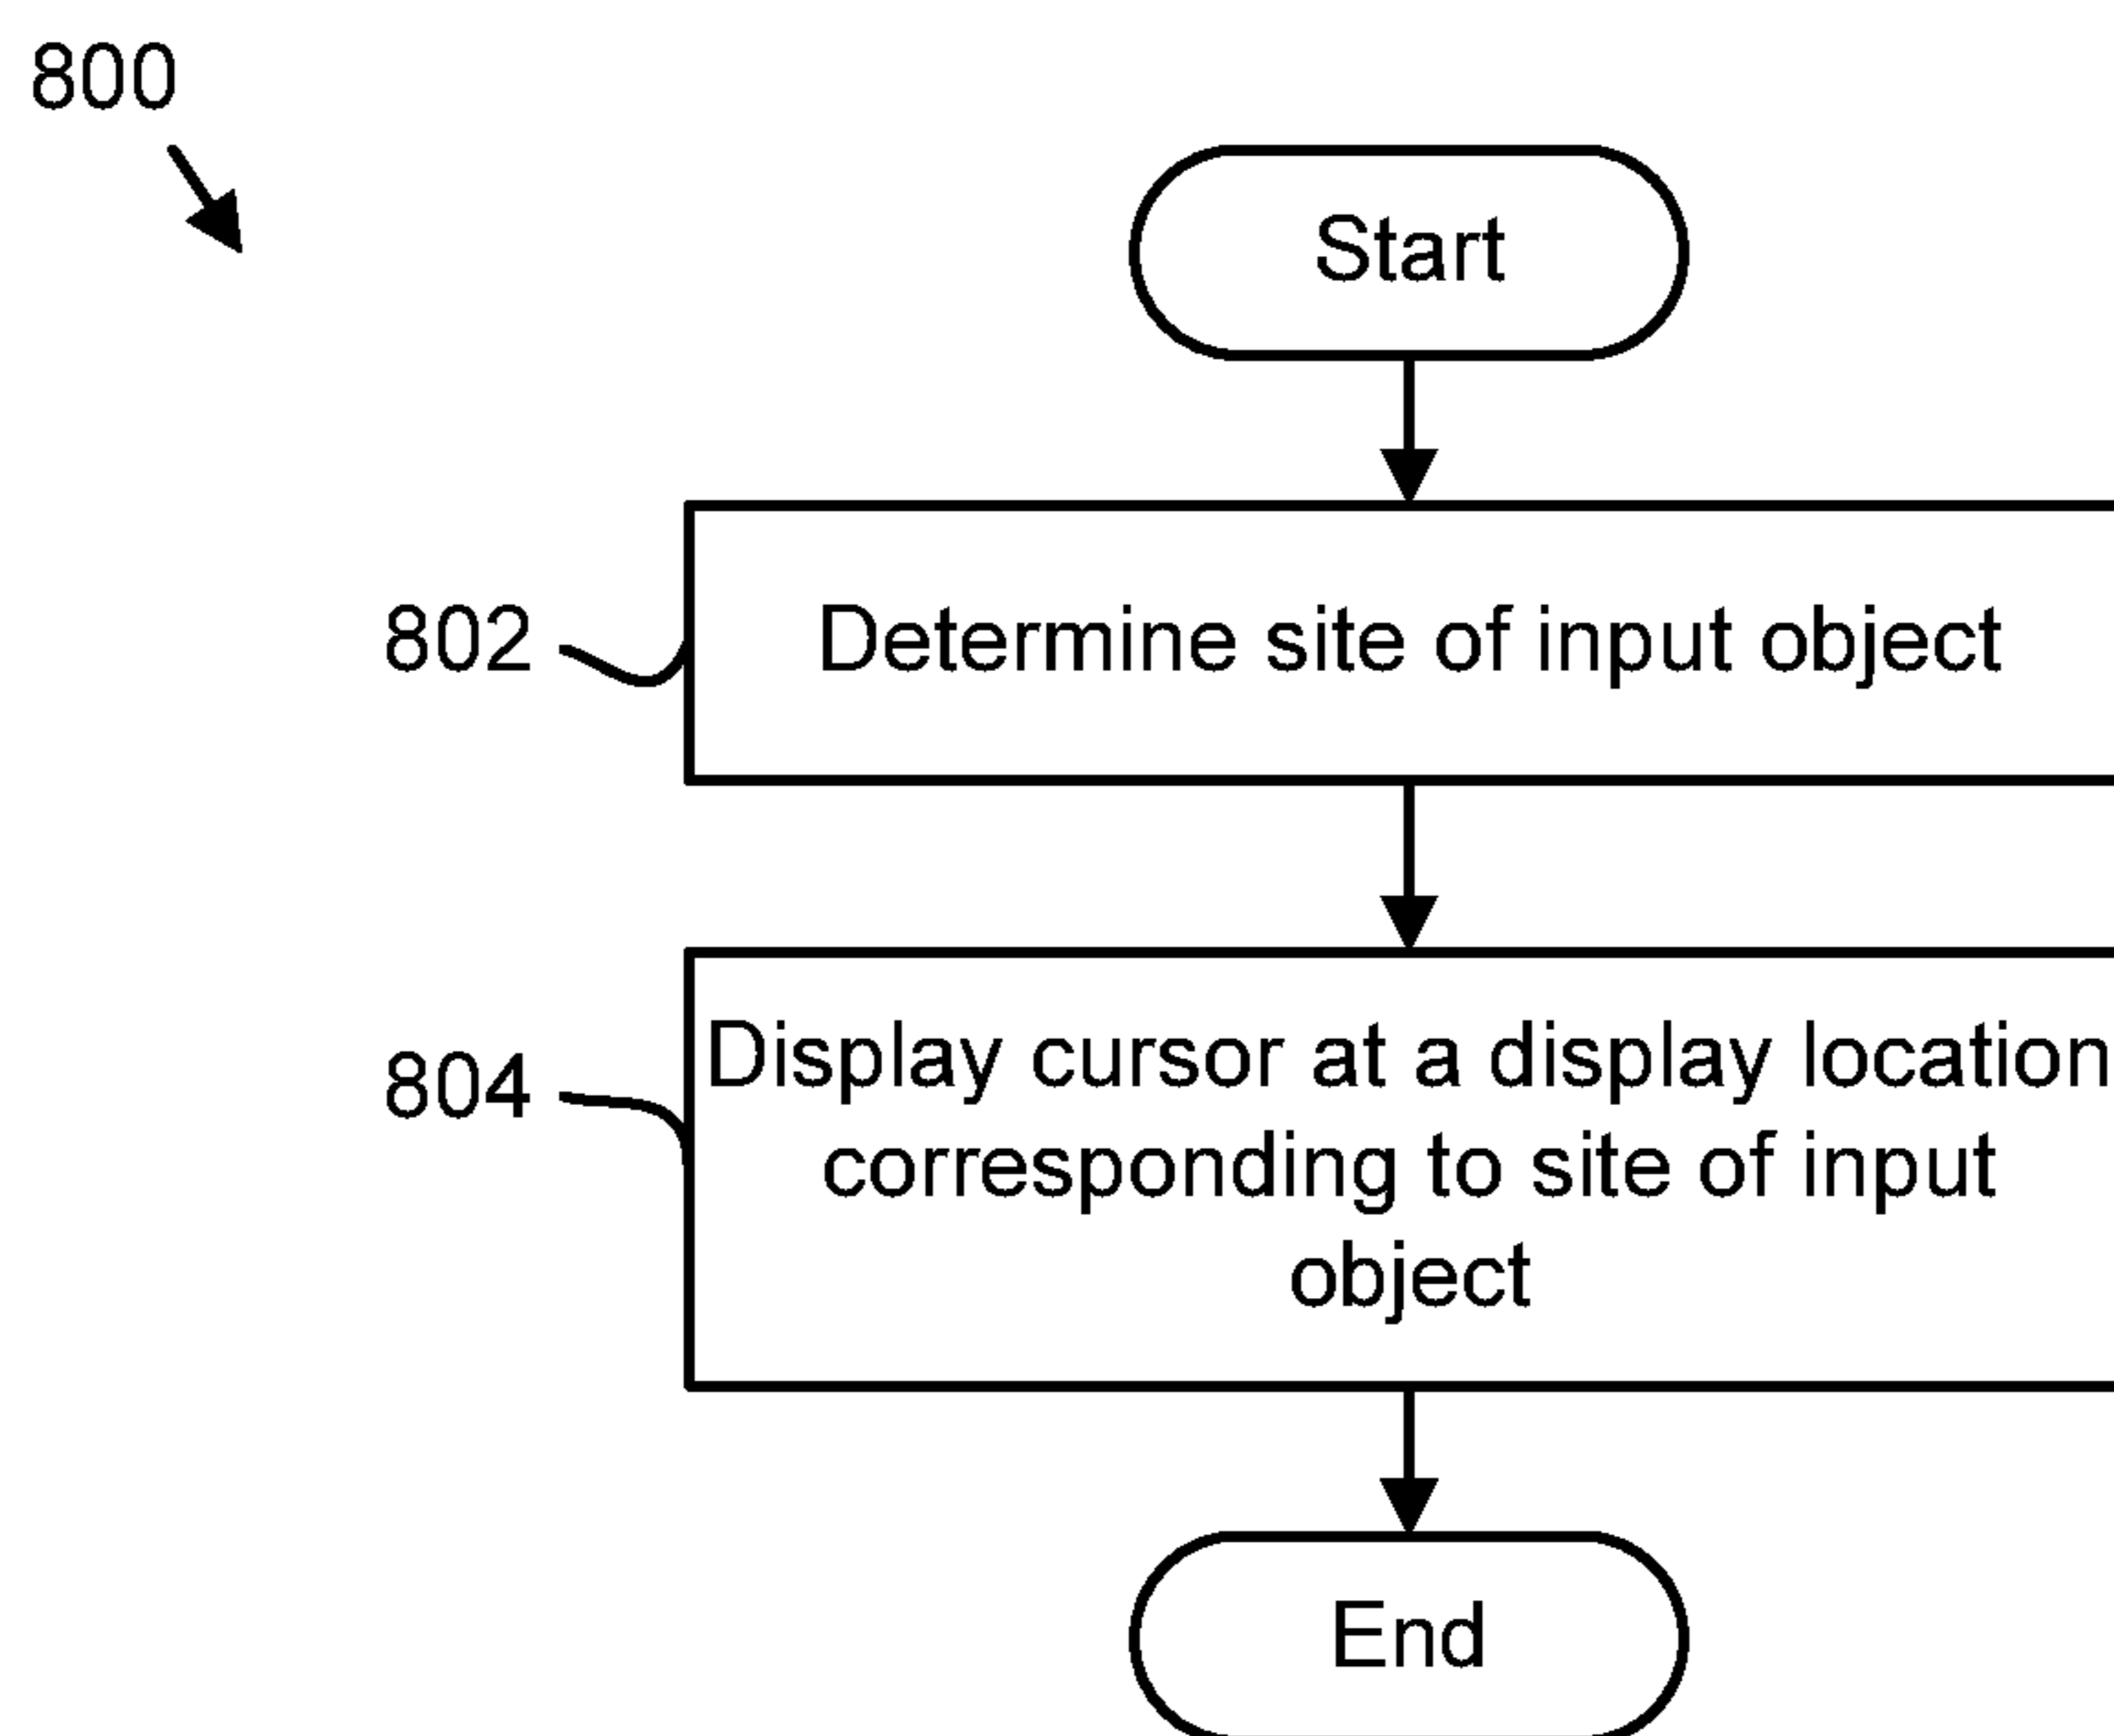 800
Start
802
Determine site of input object
804
Display cursor at a display location
corresponding to site of input
object
End